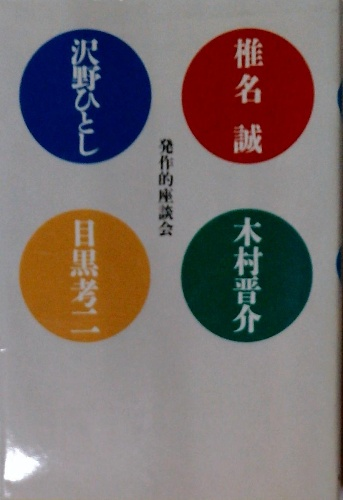 椎名 誠
沢野ひとし
発作的座談会
木村晋介
目黒考二